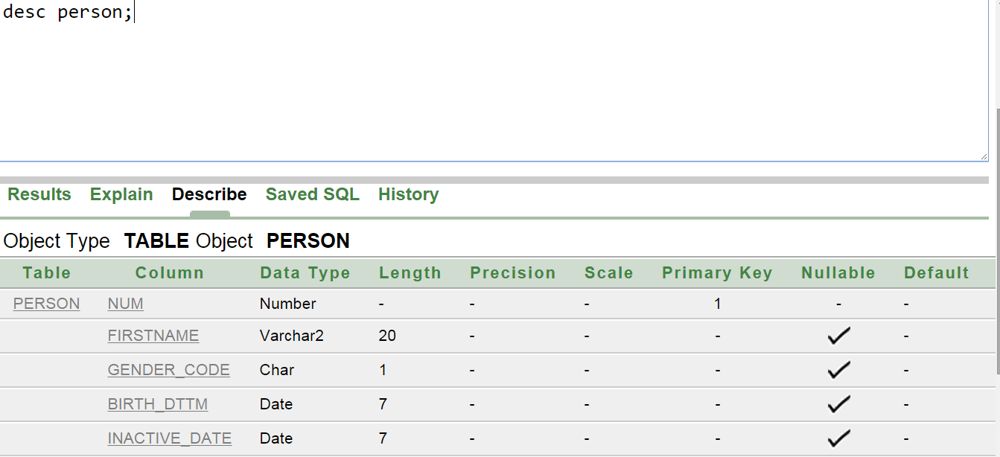 desc person;
Results Explain Describe Saved SQL History
Object Type TABLE Object PERSON
Table Column Data Type Length Precision Scale Primary Key Nullable Default
PERSON NUM Number - - - 1 - -
FIRSTNAME Varchar2 20 - - - ✓ -
GENDER_CODE Char 1 - - - ✓ -
BIRTH_DTTM Date 7 - - - ✓ -
INACTIVE_DATE Date 7 - - - ✓ -